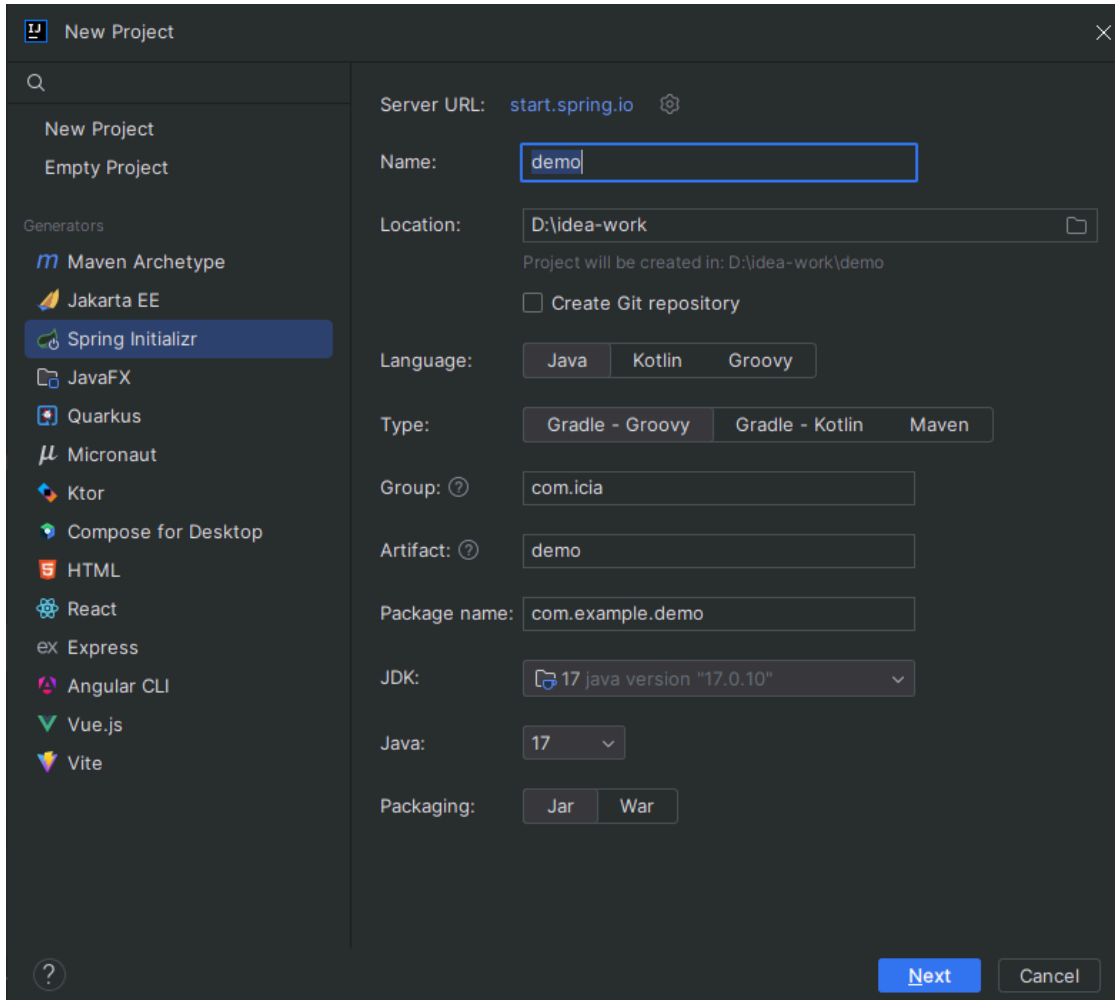 New Project
Server URL: start.spring.io
New Project
Empty Project
Name: demo
Location: D:\idea-work
Project will be created in: D:\idea-work\demo
Create Git repository
Generators
Maven Archetype
Jakarta EE
Spring Initializr
JavaFX
Quarkus
Micronaut
Ktor
Compose for Desktop
HTML
React
ex Express
Angular CLI
Vue.js
Vite
Language: Java Kotlin Groovy
Type: Gradle - Groovy Gradle - Kotlin Maven
Group: ? com.icia
Artifact: ? demo
Package name: com.example.demo
JDK: 17 java version "17.0.10"
Java: 17
Packaging: Jar War
? Next Cancel